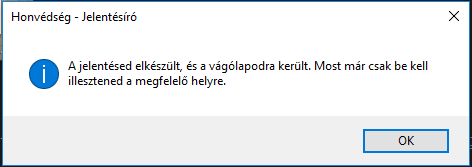 Honvédség - Jelentésíró
A jelentésed elkészült, és a vágólapodra került. Most már csak be kell
illesztened a megfelelő helyre.
OK